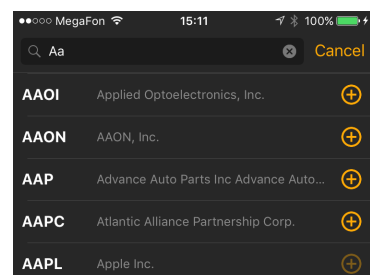 MegaFon 15:11 100%
Aa Cancel
AAOI Applied Optoelectronics, Inc.
AAON AAON, Inc.
AAP Advance Auto Parts Inc Advance Auto...
AAPC Atlantic Alliance Partnership Corp.
AAPL Apple Inc.